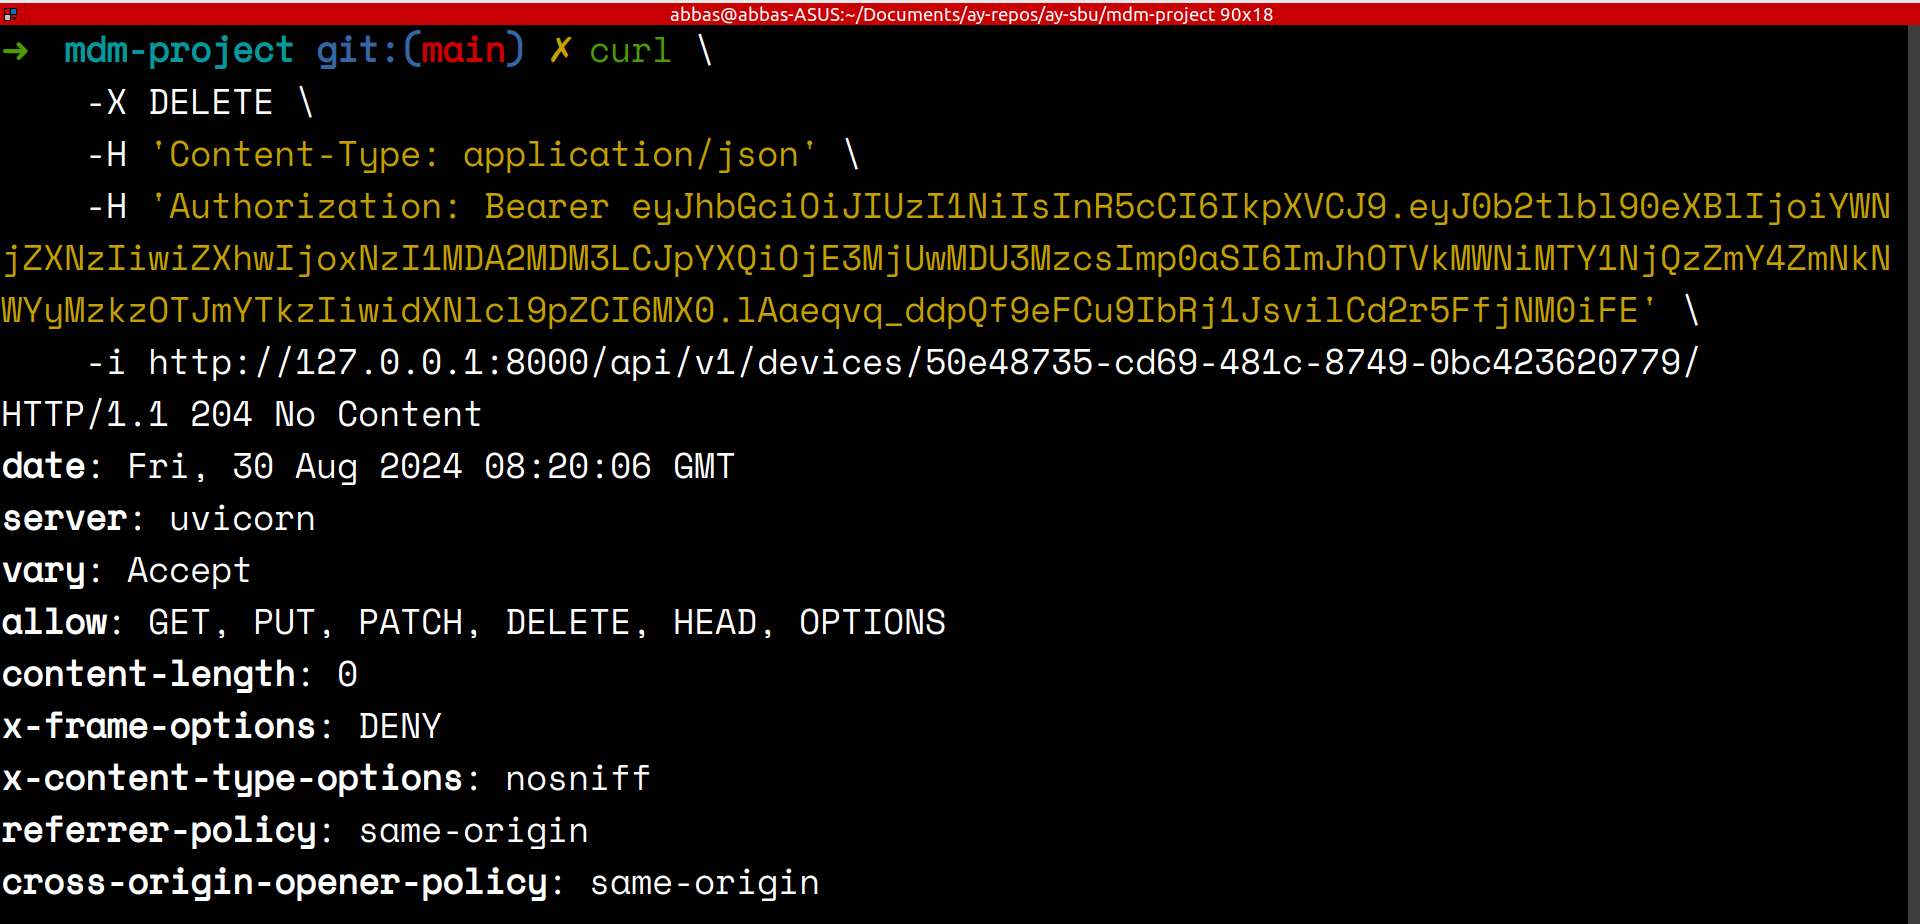 abbas@abbas-ASUS:~/Documents/ay-repos/ay-sbu/mdm-project 90x18
➜  mdm-project git:(main) ✗ curl \
    -X DELETE \
    -H 'Content-Type: application/json' \
    -H 'Authorization: Bearer eyJhbGciOiJIUzI1NiIsInR5cCI6IkpXVCJ9.eyJ0b2tlbl90eXBlIjoiYWN
jZXNzIiwiZXhwIjoxNzI1MDA2MDM3LCJpYXQiOjE3MjUwMDU3MzcsImp0aSI6ImJhOTVkMWNiMTY1NjQzZmY4ZmNkN
WYyMzkzOTJmYTkzIiwidXNlcl9pZCI6MX0.lAaeqvq_ddpQf9eFCu9IbRj1JsvilCd2r5FfjNM0iFE' \
    -i http://127.0.0.1:8000/api/v1/devices/50e48735-cd69-481c-8749-0bc423620779/
HTTP/1.1 204 No Content
date: Fri, 30 Aug 2024 08:20:06 GMT
server: uvicorn
vary: Accept
allow: GET, PUT, PATCH, DELETE, HEAD, OPTIONS
content-length: 0
x-frame-options: DENY
x-content-type-options: nosniff
referrer-policy: same-origin
cross-origin-opener-policy: same-origin